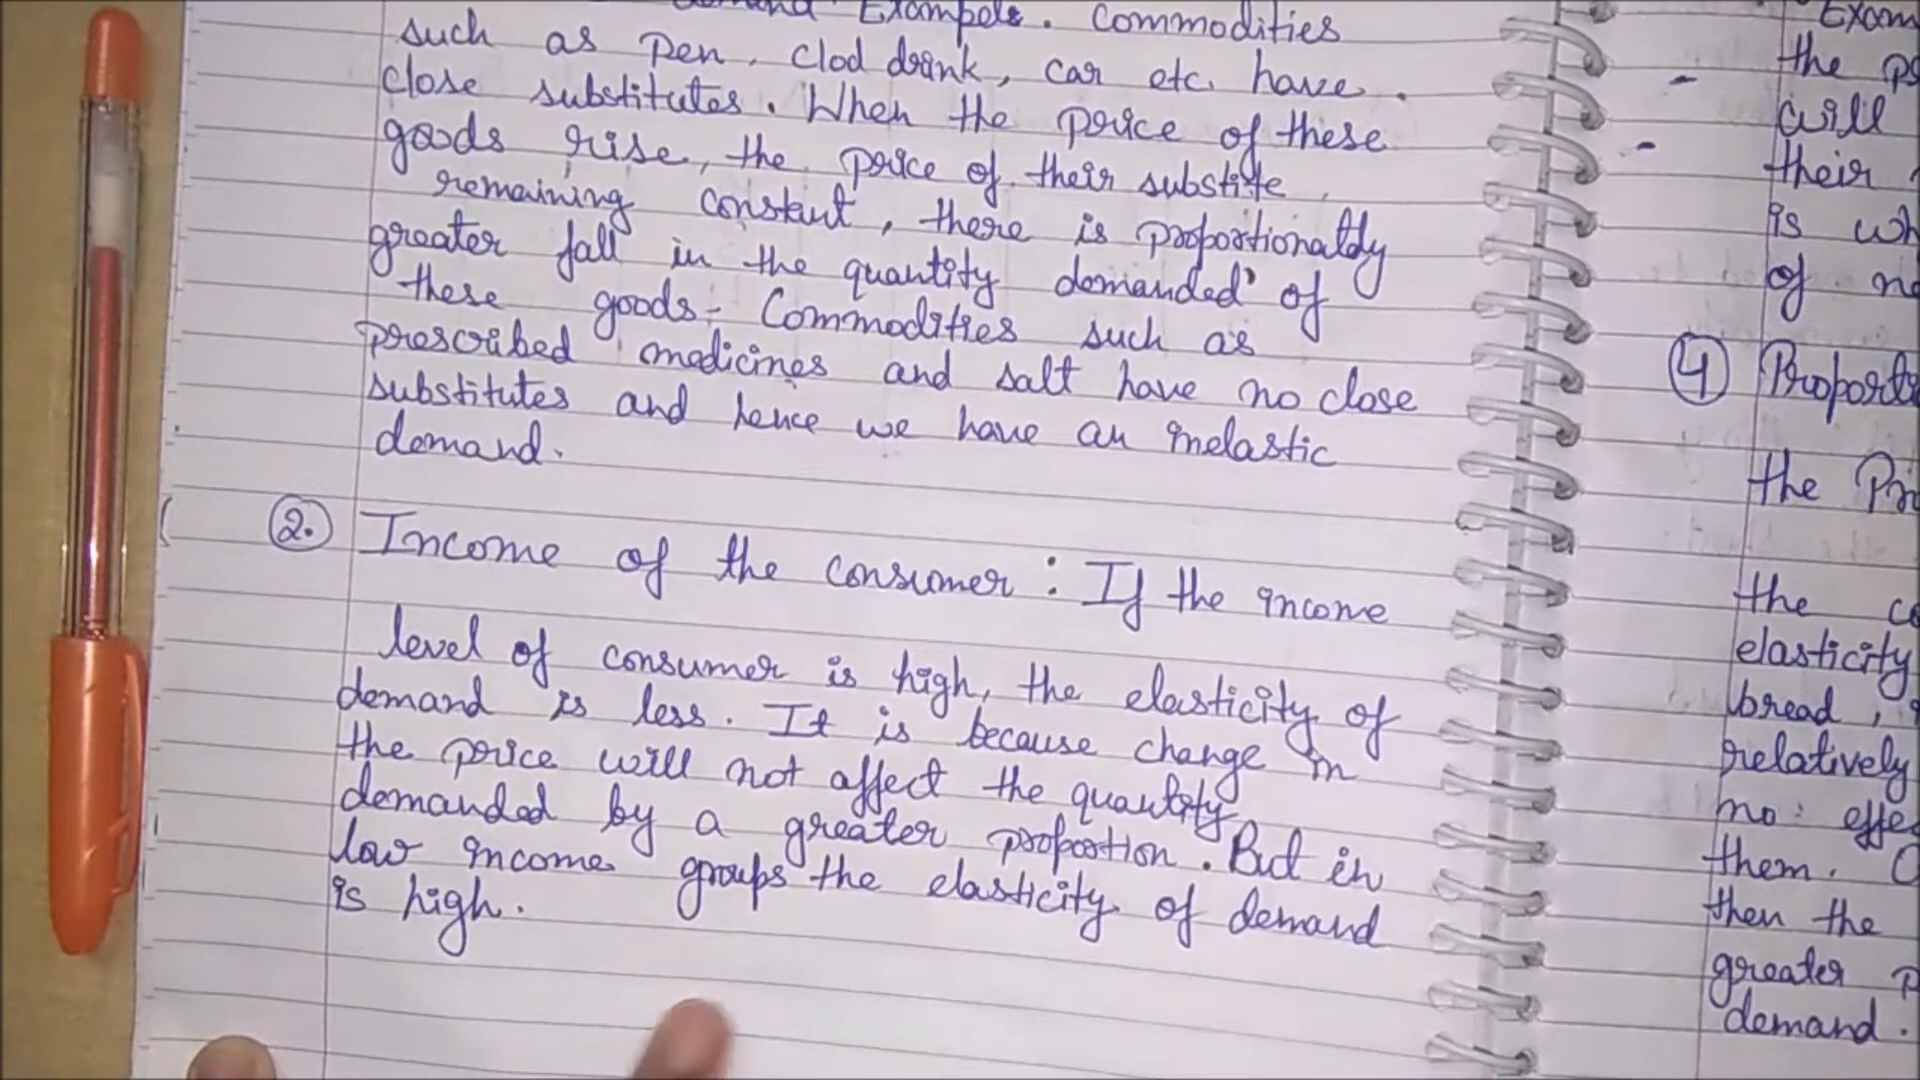 demand Exampels. Commodities
such as Pen, Clod drink, car etc. have.
close substitutes. When the price of these
goods rise, the price of their substite
remaining constant, there is proportionaldy
greater fall in the quantity demanded of
these goods- Commodities such as
prescribed medicines and salt have no close
substitutes and hence we have an inelastic
demand.
2. Income of the consumer: If the income
level of consumer is high, the elasticity of
demand is less. It is because change in
the price will not affect the quantity
demanded by a greater proportion. But in
low income groups the elasticity of demand
is high.
the
will
their
is
of
4
the
the
elasticity
bread,
relatively
no:
them.
then the
greater
demand.